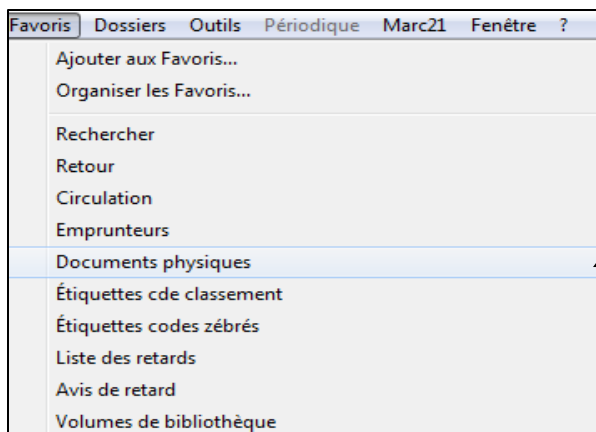 Favoris Dossiers Outils Périodique Marc21 Fenêtre ?
Ajouter aux Favoris...
Organiser les Favoris...
Rechercher
Retour
Circulation
Emprunteurs
Documents physiques
Étiquettes cde classement
Étiquettes codes zébrés
Liste des retards
Avis de retard
Volumes de bibliothèque